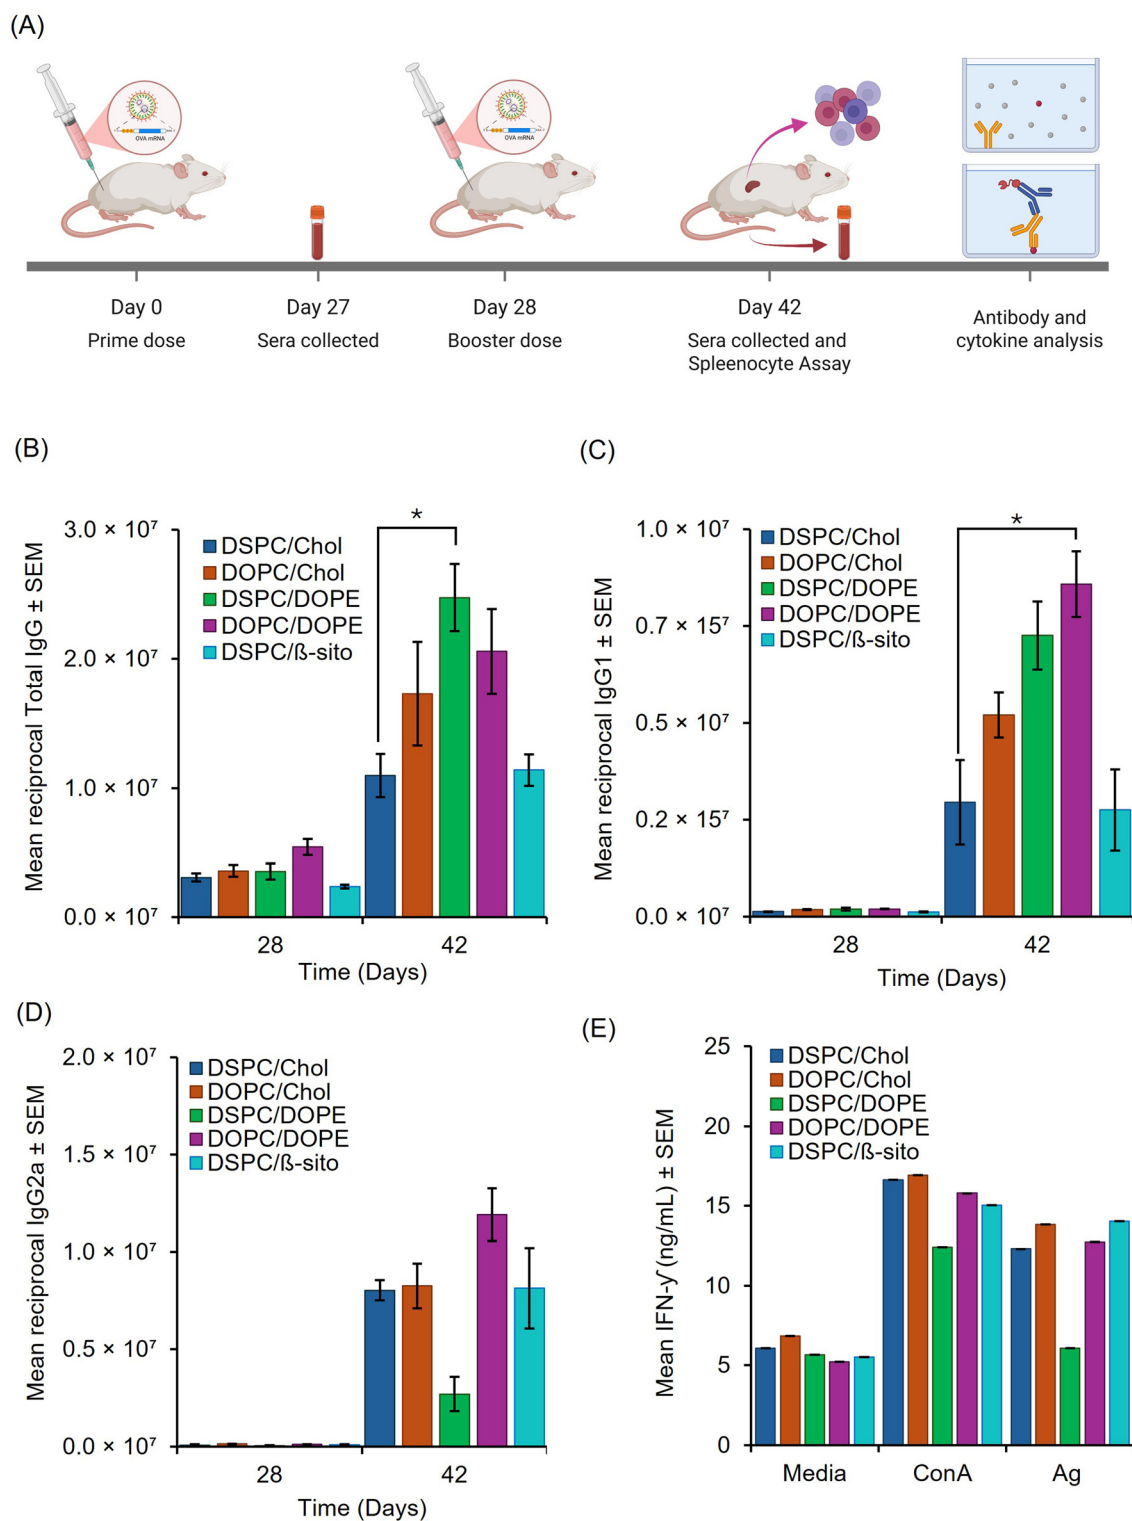 (A)
OVA mRNA
OVA mRNA
Day 0
Day 27
Day 28
Day 42
Prime dose
Sera collected
Booster dose
Sera collected and
Spleenocyte Assay
Antibody and
cytokine analysis
(B)
Mean reciprocal Total IgG ± SEM
3.0 × 10⁷
2.0 × 10⁷
1.0 × 10⁷
0.0 × 10⁷
DSPC/Chol
DOPC/Chol
DSPC/DOPE
DOPC/DOPE
DSPC/ß-sito
*
28
42
Time (Days)
(C)
Mean reciprocal IgG1 ± SEM
1.0 × 10⁷
0.7 × 15⁷
0.5 × 10⁷
0.2 × 15⁷
0.0 × 10⁷
DSPC/Chol
DOPC/Chol
DSPC/DOPE
DOPC/DOPE
DSPC/ß-sito
*
28
42
Time (Days)
(D)
Mean reciprocal IgG2a ± SEM
2.0 × 10⁷
1.5 × 10⁷
1.0 × 10⁷
0.5 × 10⁷
0.0 × 10⁷
DSPC/Chol
DOPC/Chol
DSPC/DOPE
DOPC/DOPE
DSPC/ß-sito
28
42
Time (Days)
(E)
Mean IFN-ƴ (ng/mL) ± SEM
25
20
15
10
5
0
DSPC/Chol
DOPC/Chol
DSPC/DOPE
DOPC/DOPE
DSPC/ß-sito
Media
ConA
Ag